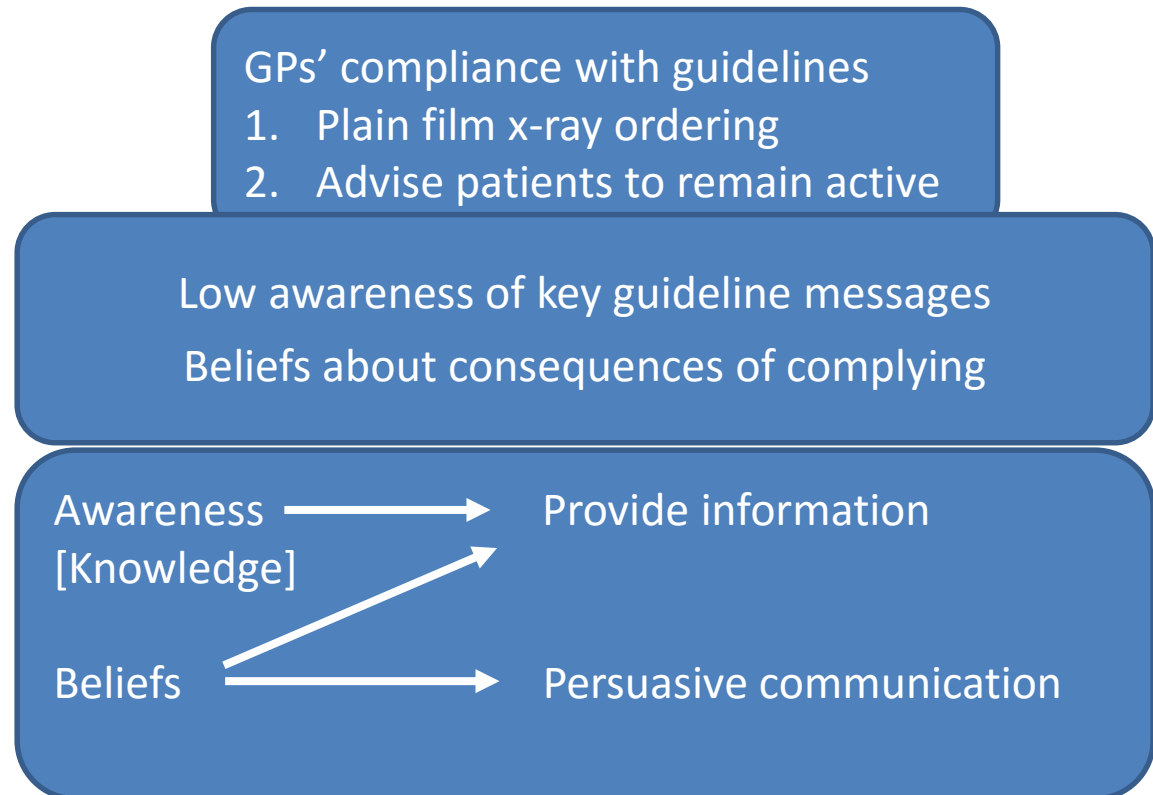 GPs’ compliance with guidelines
1. Plain film x-ray ordering
2. Advise patients to remain active
Low awareness of key guideline messages
Beliefs about consequences of complying
Awareness
Provide information
[Knowledge]
Beliefs
Persuasive communication